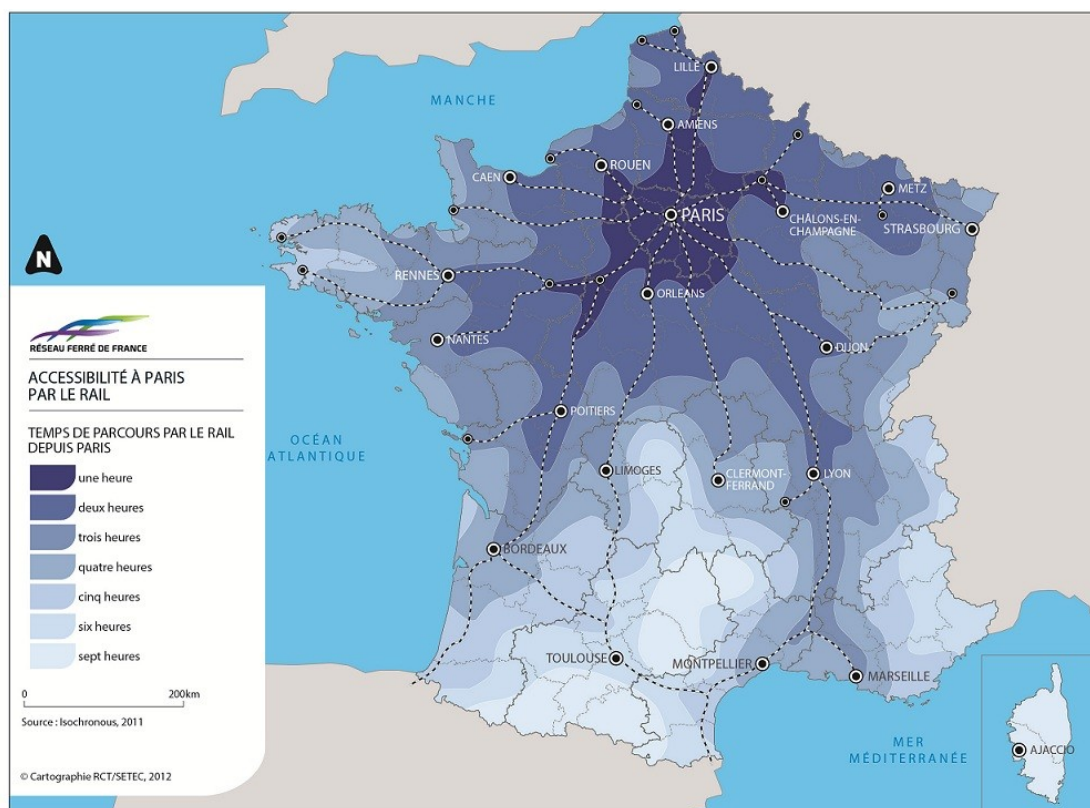 MANCHE
LILLE
AMIENS
ROUEN
CAEN
PARIS
METZ
CHÂLONS-EN-
CHAMPAGNE
STRASBOURG
N
RENNES
ORLEANS
NANTES
DIJON
RÉSEAU FERRÉ DE FRANCE
ACCESSIBILITÉ À PARIS
PAR LE RAIL
TEMPS DE PARCOURS PAR LE RAIL
DEPUIS PARIS
une heure
deux heures
trois heures
quatre heures
cinq heures
six heures
sept heures
0
200km
Source : Isochronous, 2011
© Cartographie RCT/SETEC, 2012
OCÉAN
ATLANTIQUE
POITIERS
LIMOGES
CLERMONT-
FERRAND
LYON
BORDEAUX
TOULOUSE
MONTPELLIER
MARSEILLE
MER
MÉDITERRANÉE
AJACCIO